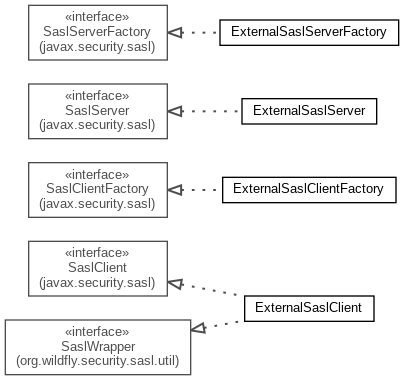 «interface»
SaslServerFactory
(javax.security.sasl)
ExternalSaslServerFactory
«interface»
SaslServer
(javax.security.sasl)
ExternalSaslServer
«interface»
SaslClientFactory
(javax.security.sasl)
ExternalSaslClientFactory
«interface»
SaslClient
(javax.security.sasl)
ExternalSaslClient
«interface»
SaslWrapper
(org.wildfly.security.sasl.util)